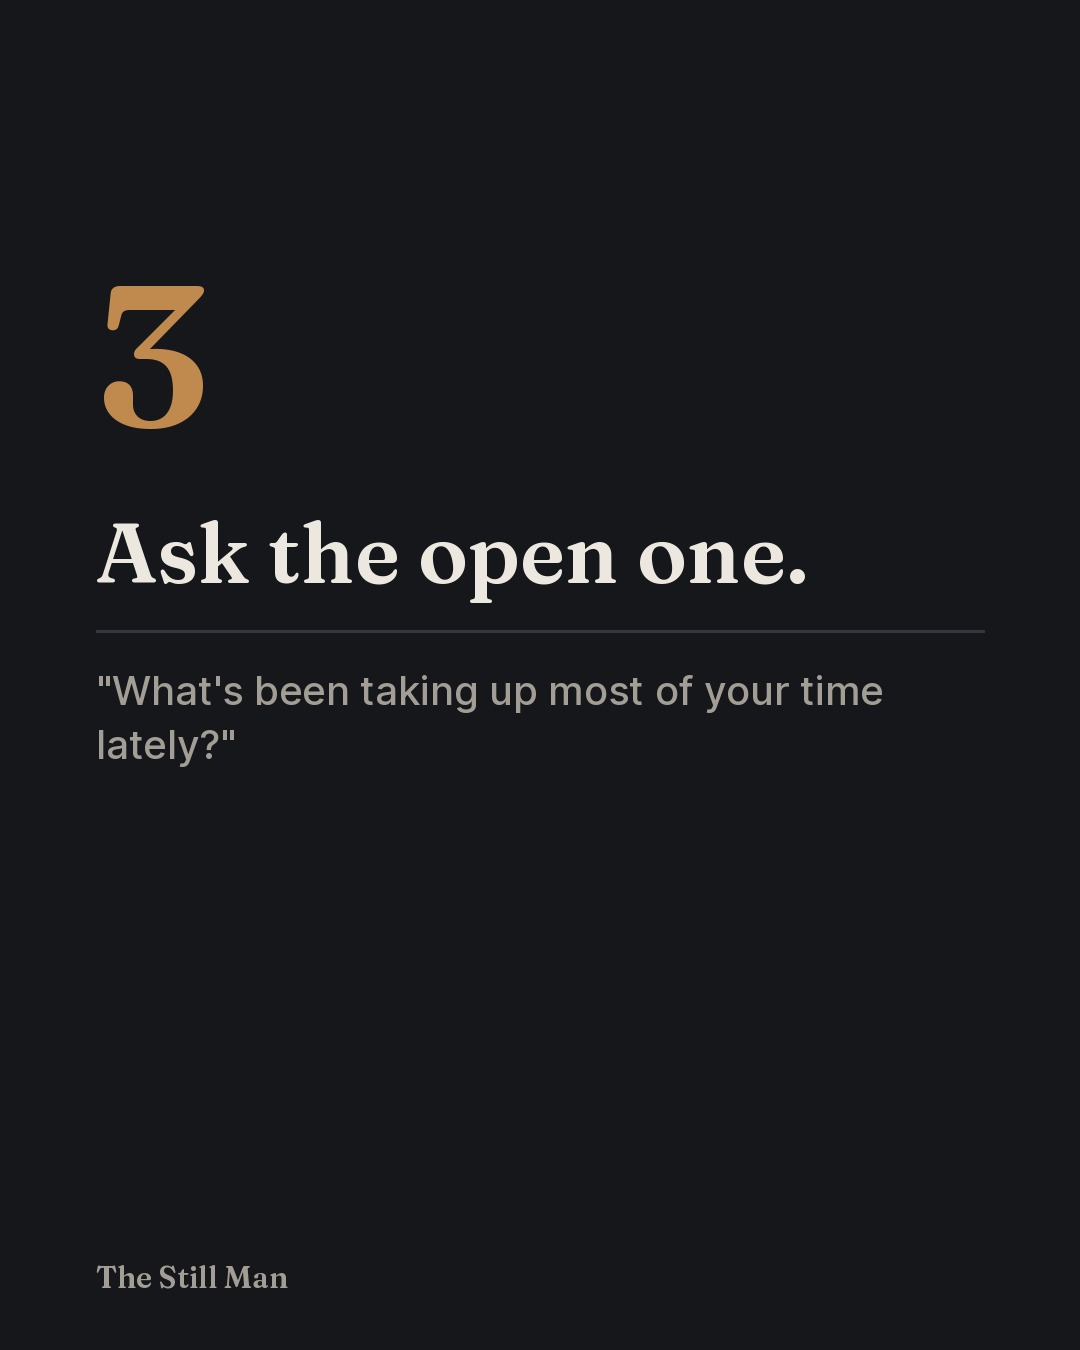 3
Ask the open one.
"What's been taking up most of your time
lately?"
The Still Man